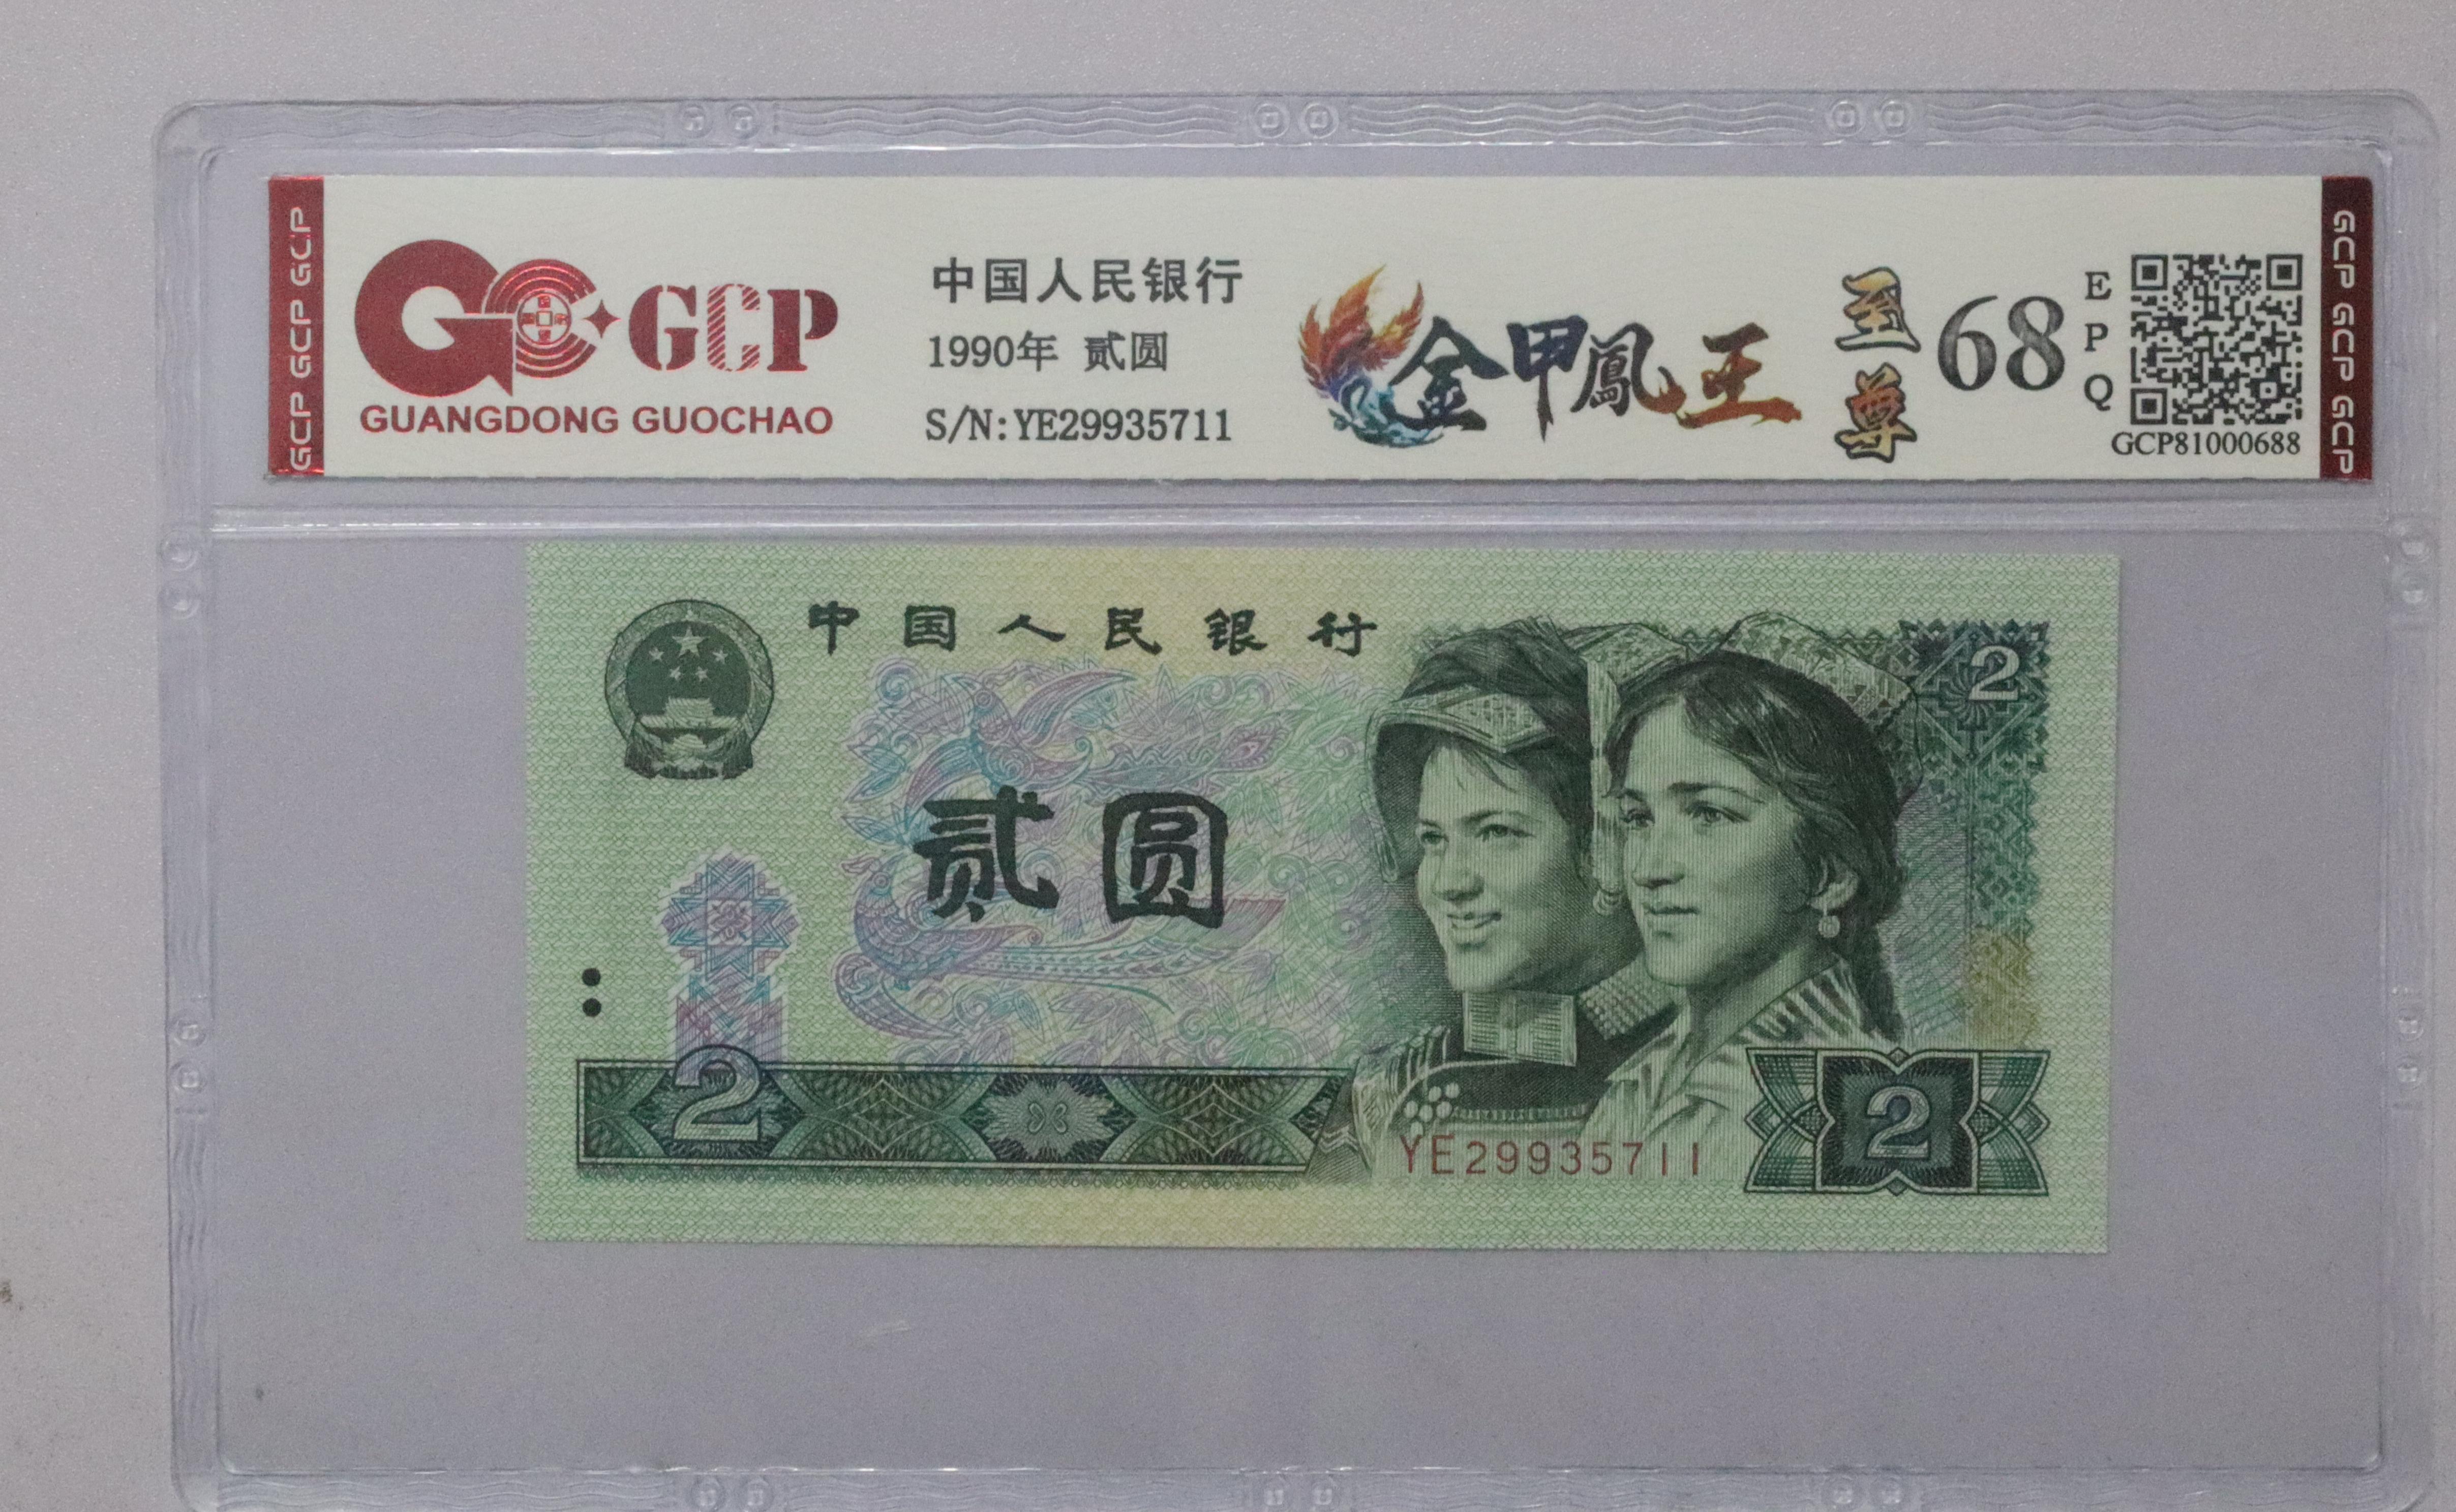 GCP GCP GCP
GCP
GUANGDONG GUOCHAO
中国人民银行
1990年 贰圆
S/N:YE29935711
金甲鳳王
至尊
68
EPQ
GCP81000688
GCP GCP GCP
中国人民银行
2
贰圆
2
YE29935711
2